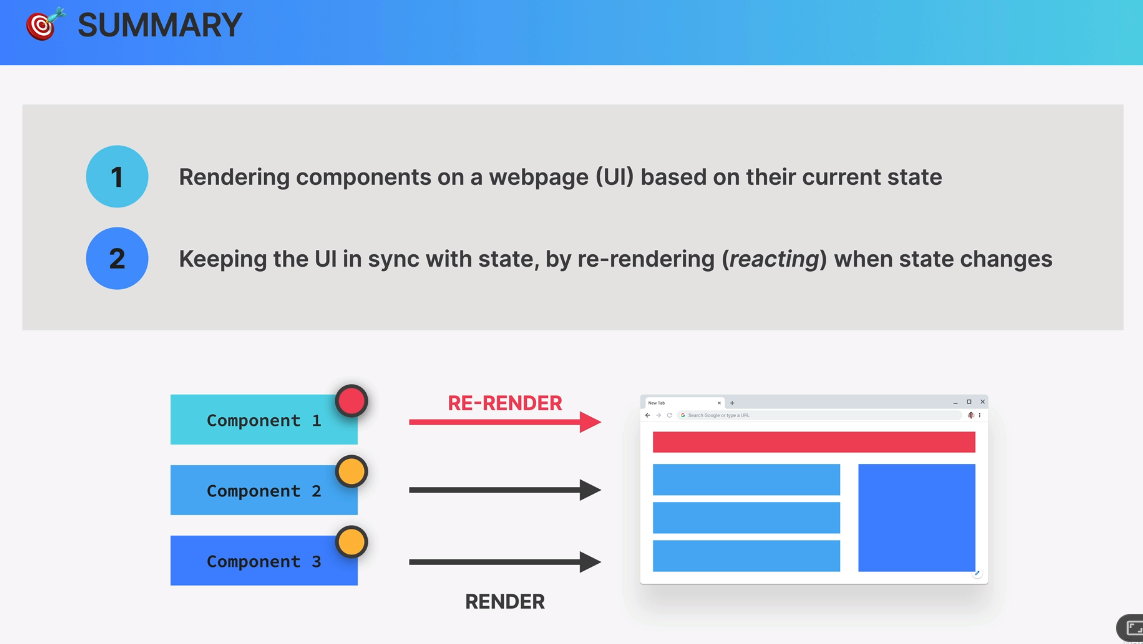 SUMMARY
1 Rendering components on a webpage (UI) based on their current state
2 Keeping the UI in sync with state, by re-rendering (reacting) when state changes
Component 1
RE-RENDER
Component 2
Component 3
RENDER
New Tab
Search Google or type a URL